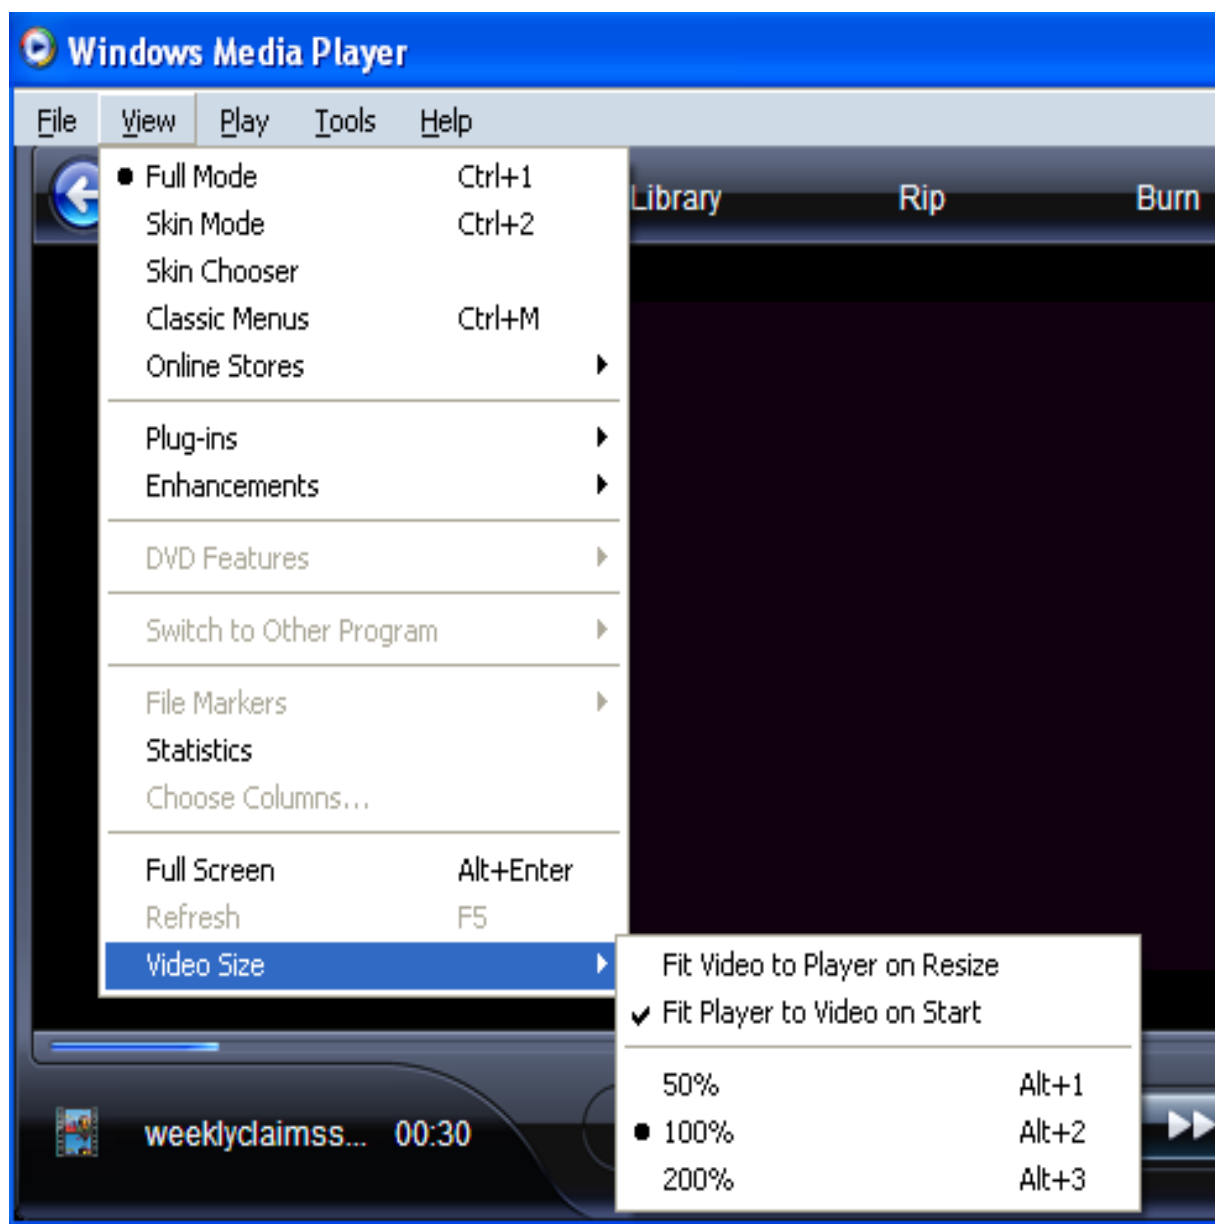 Windows Media Player
File View Play Tools Help
Library Rip Burn
Full Mode Ctrl+1
Skin Mode Ctrl+2
Skin Chooser
Classic Menus Ctrl+M
Online Stores
Plug-ins
Enhancements
DVD Features
Switch to Other Program
File Markers
Statistics
Choose Columns...
Full Screen Alt+Enter
Refresh F5
Video Size
Fit Video to Player on Resize
Fit Player to Video on Start
50% Alt+1
100% Alt+2
200% Alt+3
weeklyclaimss... 00:30